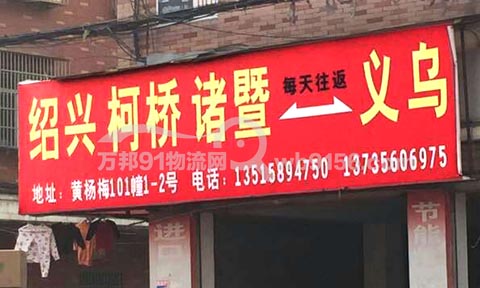 绍兴 柯桥 诸暨 每天往返 义乌
万邦91物流网
地址：黄杨梅101幢1-2号 电话：13515894750 13735606975
进口
节能